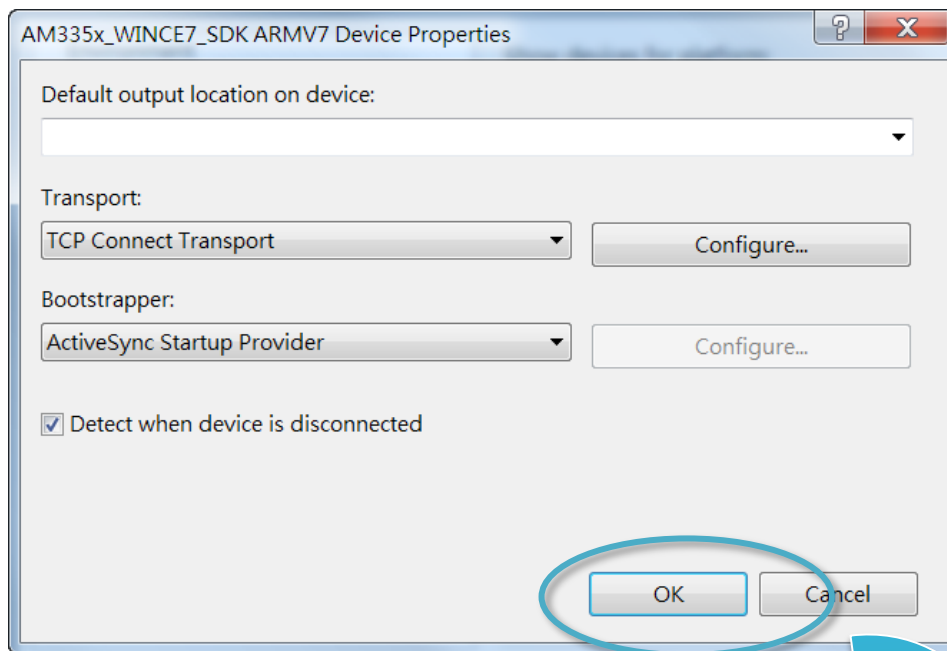 AM335x_WINCE7_SDK ARMV7 Device Properties
Default output location on device:
Transport:
TCP Connect Transport
Configure...
Bootstrapper:
ActiveSync Startup Provider
Configure...
Detect when device is disconnected
OK
Cancel